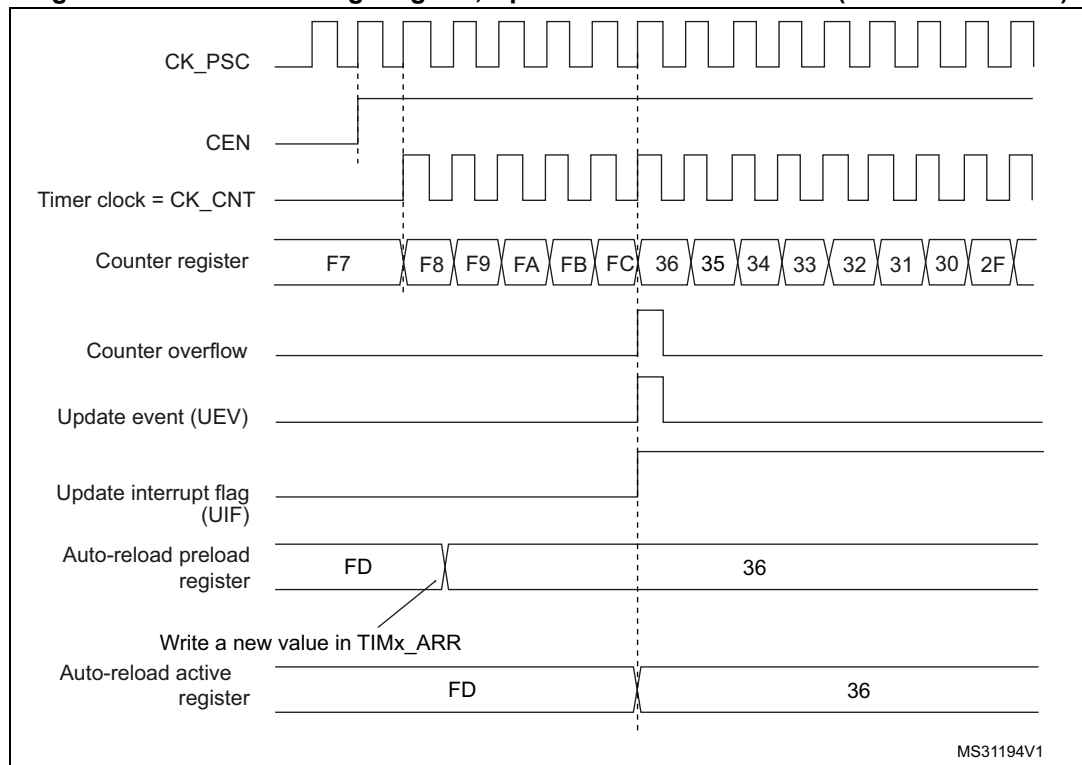 CK_PSC
CEN
Timer clock = CK_CNT
Counter register
F7
F8
F9
FA
FB
FC
36
35
34
33
32
31
30
2F
Counter overflow
Update event (UEV)
Update interrupt flag
(UIF)
Auto-reload preload
register
FD
36
Write a new value in TIMx_ARR
Auto-reload active
register
FD
36
MS31194V1